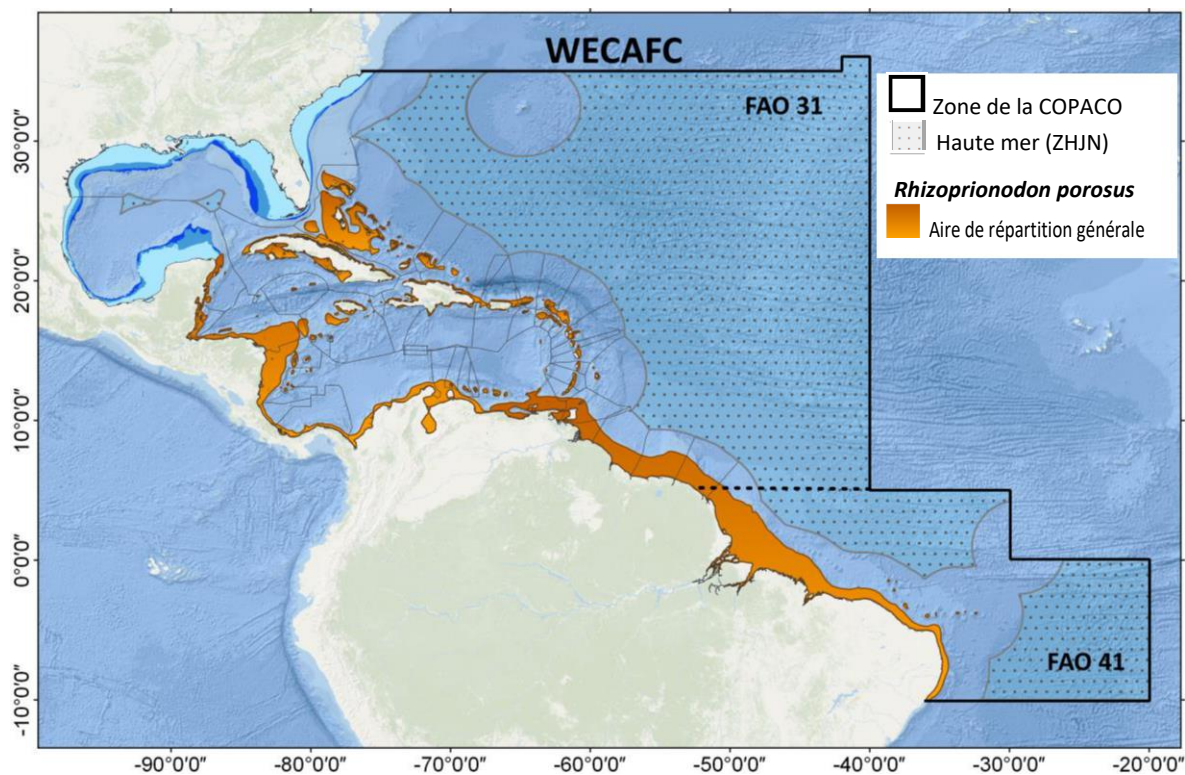 WECAFC
FAO 31
Zone de la COPACO
Haute mer (ZHJN)
Rhizoprionodon porosus
Aire de répartition générale
FAO 41
30°0'0"
20°0'0"
10°0'0"
0°0'0"
-10°0'0"
-90°0'0" -80°0'0" -70°0'0" -60°0'0" -50°0'0" -40°0'0" -30°0'0" -20°0'0"